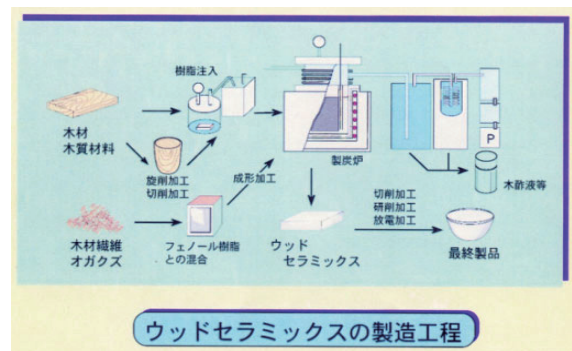 樹脂注入
木材
木質材料
旋削加工
切削加工
成形加工
製炭炉
P
木酢液等
木材繊維
オガクズ
フェノール樹脂
との混合
ウッド
セラミックス
切削加工
研削加工
放電加工
最終製品
ウッドセラミックスの製造工程